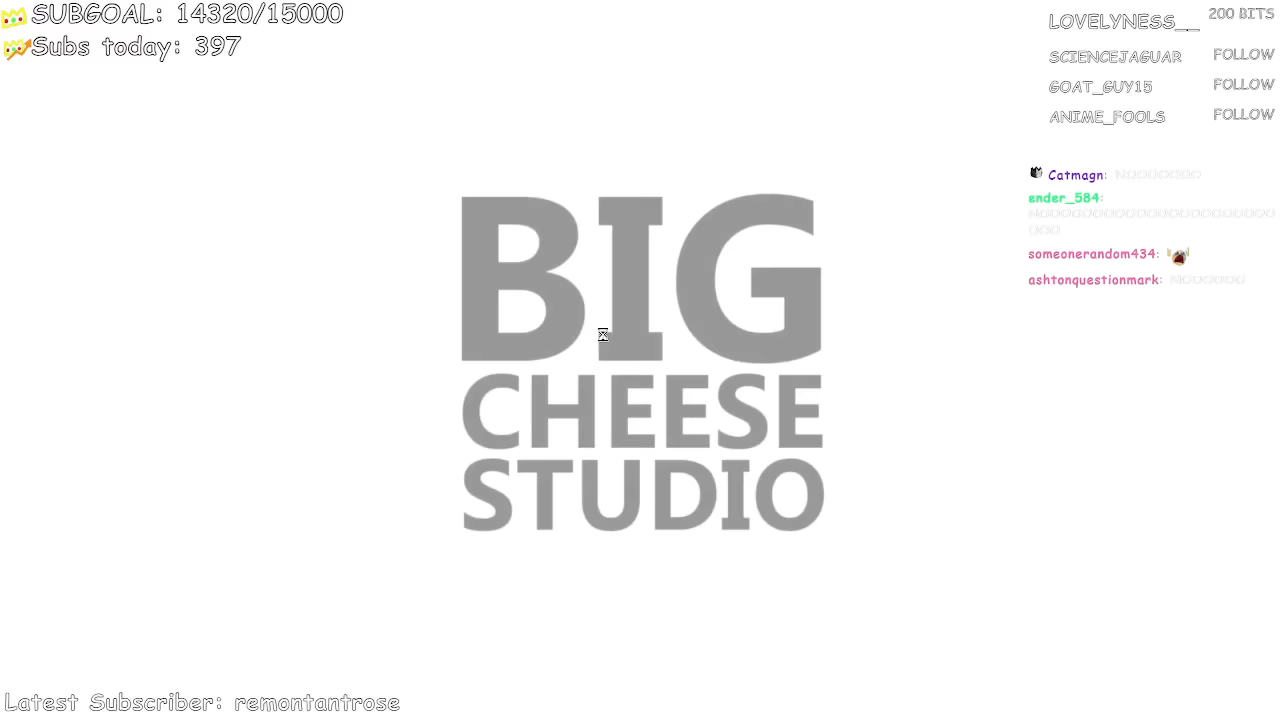 SUBGOAL: 14320/15000
Subs today: 397
LOVELYNESS__ 200 BITS
SCIENCEJAGUAR FOLLOW
GOAT_GUY15 FOLLOW
ANIME_FOOLS FOLLOW
Catmagn:
ender_584:
someonerandom434:
ashtonquestionmark:
BIG
CHEESE
STUDIO
Latest Subscriber: remontantrose